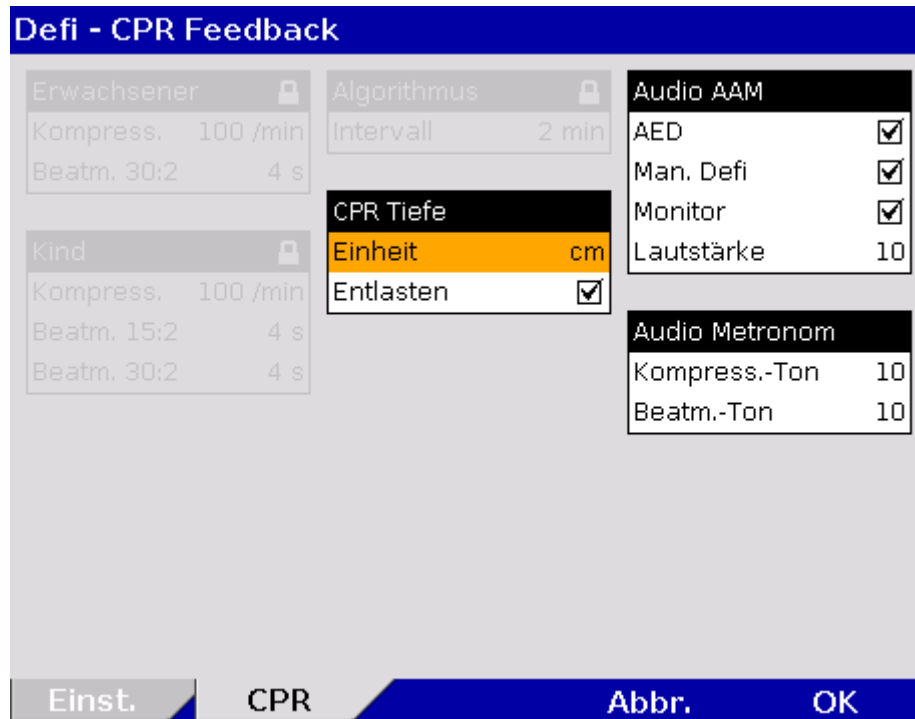 Defi - CPR Feedback
Erwachsener
Kompress. 100 /min
Beatm. 30:2 4 s
Kind
Kompress. 100 /min
Beatm. 15:2 4 s
Beatm. 30:2 4 s
Algorithmus
Intervall 2 min
CPR Tiefe
Einheit cm
Entlasten
Audio AAM
AED
Man. Defi
Monitor
Lautstärke 10
Audio Metronom
Kompress.-Ton 10
Beatm.-Ton 10
Einst. CPR Abbr. OK